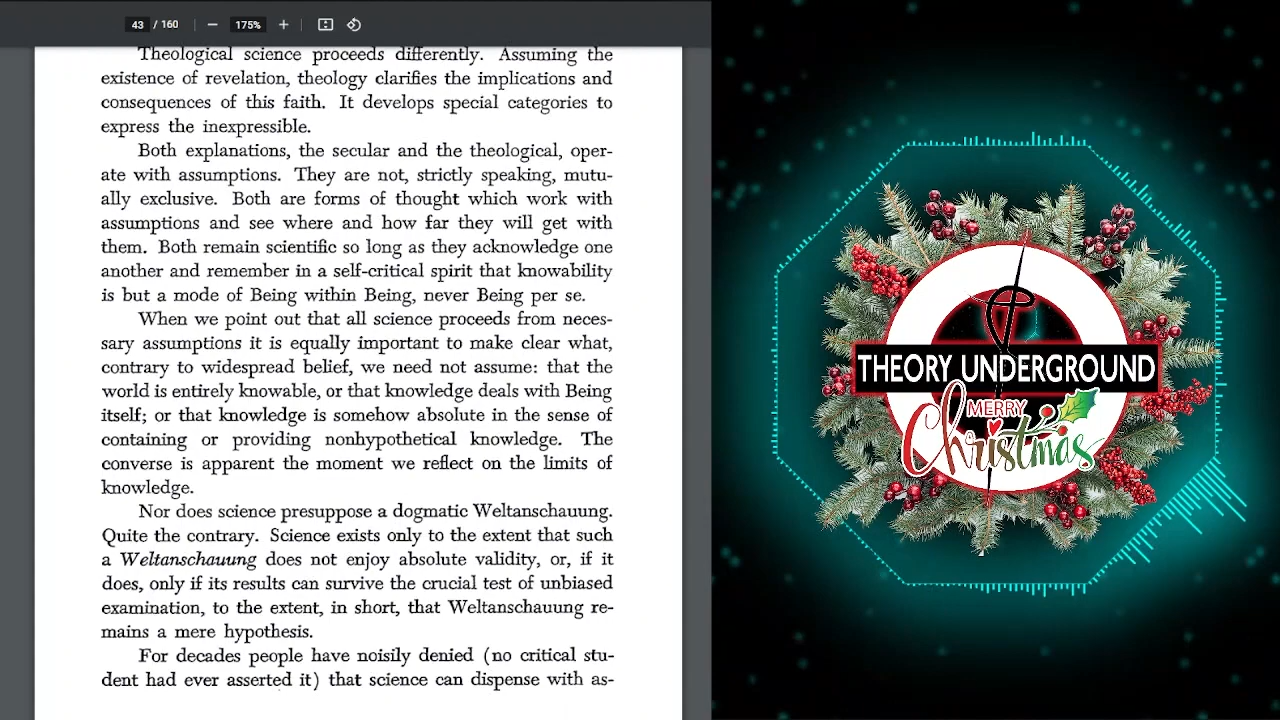 43 / 160
175%
Theological science proceeds differently. Assuming the
existence of revelation, theology clarifies the implications and
consequences of this faith. It develops special categories to
express the inexpressible.
Both explanations, the secular and the theological, oper-
ate with assumptions. They are not, strictly speaking, mutu-
ally exclusive. Both are forms of thought which work with
assumptions and see where and how far they will get with
them. Both remain scientific so long as they acknowledge one
another and remember in a self-critical spirit that knowability
is but a mode of Being within Being, never Being per se.
When we point out that all science proceeds from neces-
sary assumptions it is equally important to make clear what,
contrary to widespread belief, we need not assume: that the
world is entirely knowable, or that knowledge deals with Being
itself; or that knowledge is somehow absolute in the sense of
containing or providing nonhypothetical knowledge. The
converse is apparent the moment we reflect on the limits of
knowledge.
Nor does science presuppose a dogmatic Weltanschauung.
Quite the contrary. Science exists only to the extent that such
a Weltanschauung does not enjoy absolute validity, or, if it
does, only if its results can survive the crucial test of unbiased
examination, to the extent, in short, that Weltanschauung re-
mains a mere hypothesis.
For decades people have noisily denied (no critical stu-
dent had ever asserted it) that science can dispense with as-
THEORY UNDERGROUND
MERRY
Christmas